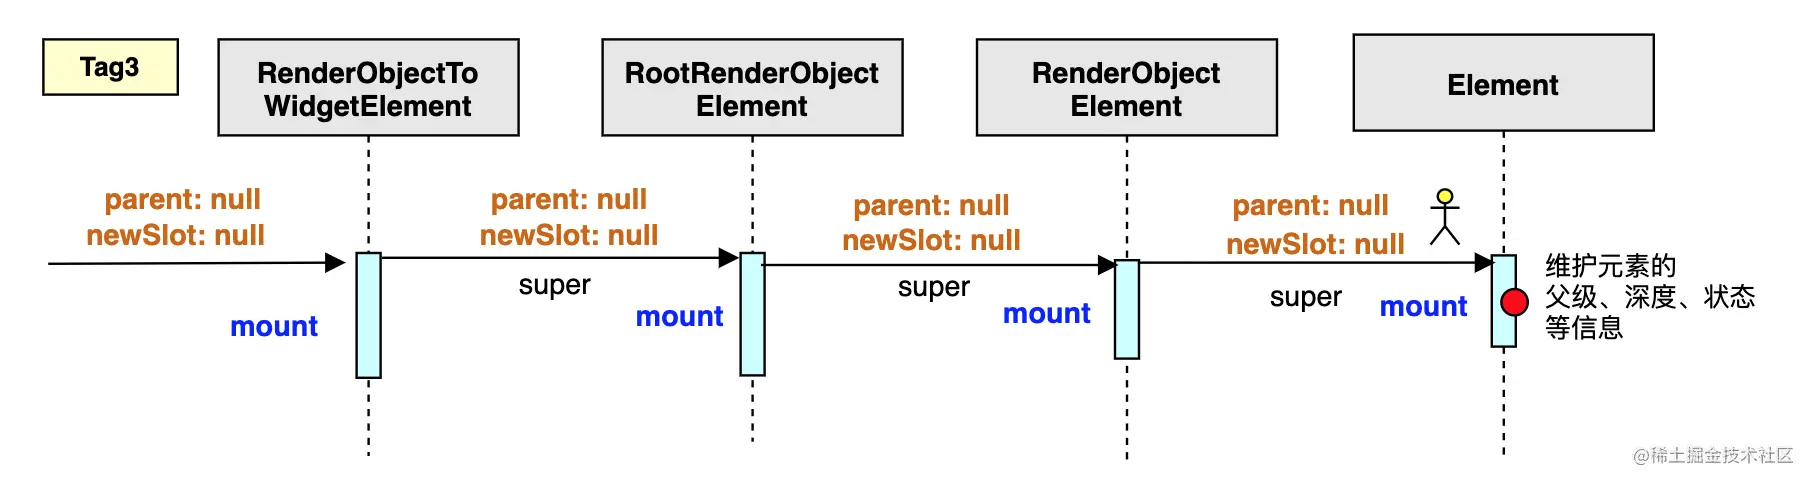 Tag3
RenderObjectTo
WidgetElement
RootRenderObject
Element
RenderObject
Element
Element
parent: null
newSlot: null
parent: null
newSlot: null
parent: null
newSlot: null
parent: null
newSlot: null
super
super
super
mount
mount
mount
mount
维护元素的
父级、深度、状态
等信息
@稀土掘金技术社区